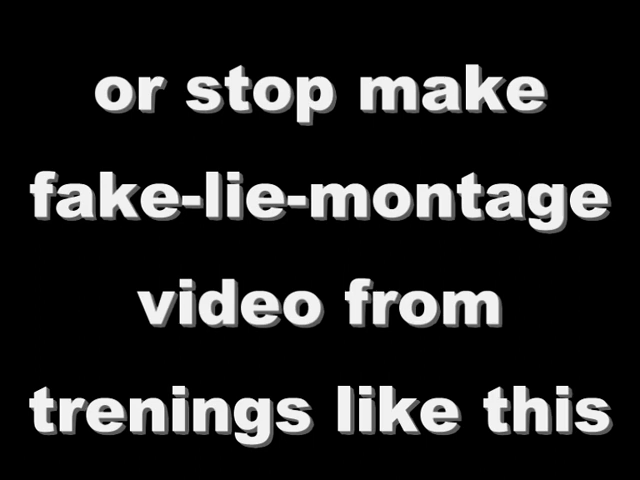 or stop make
fake-lie-montage
video from
trenings like this